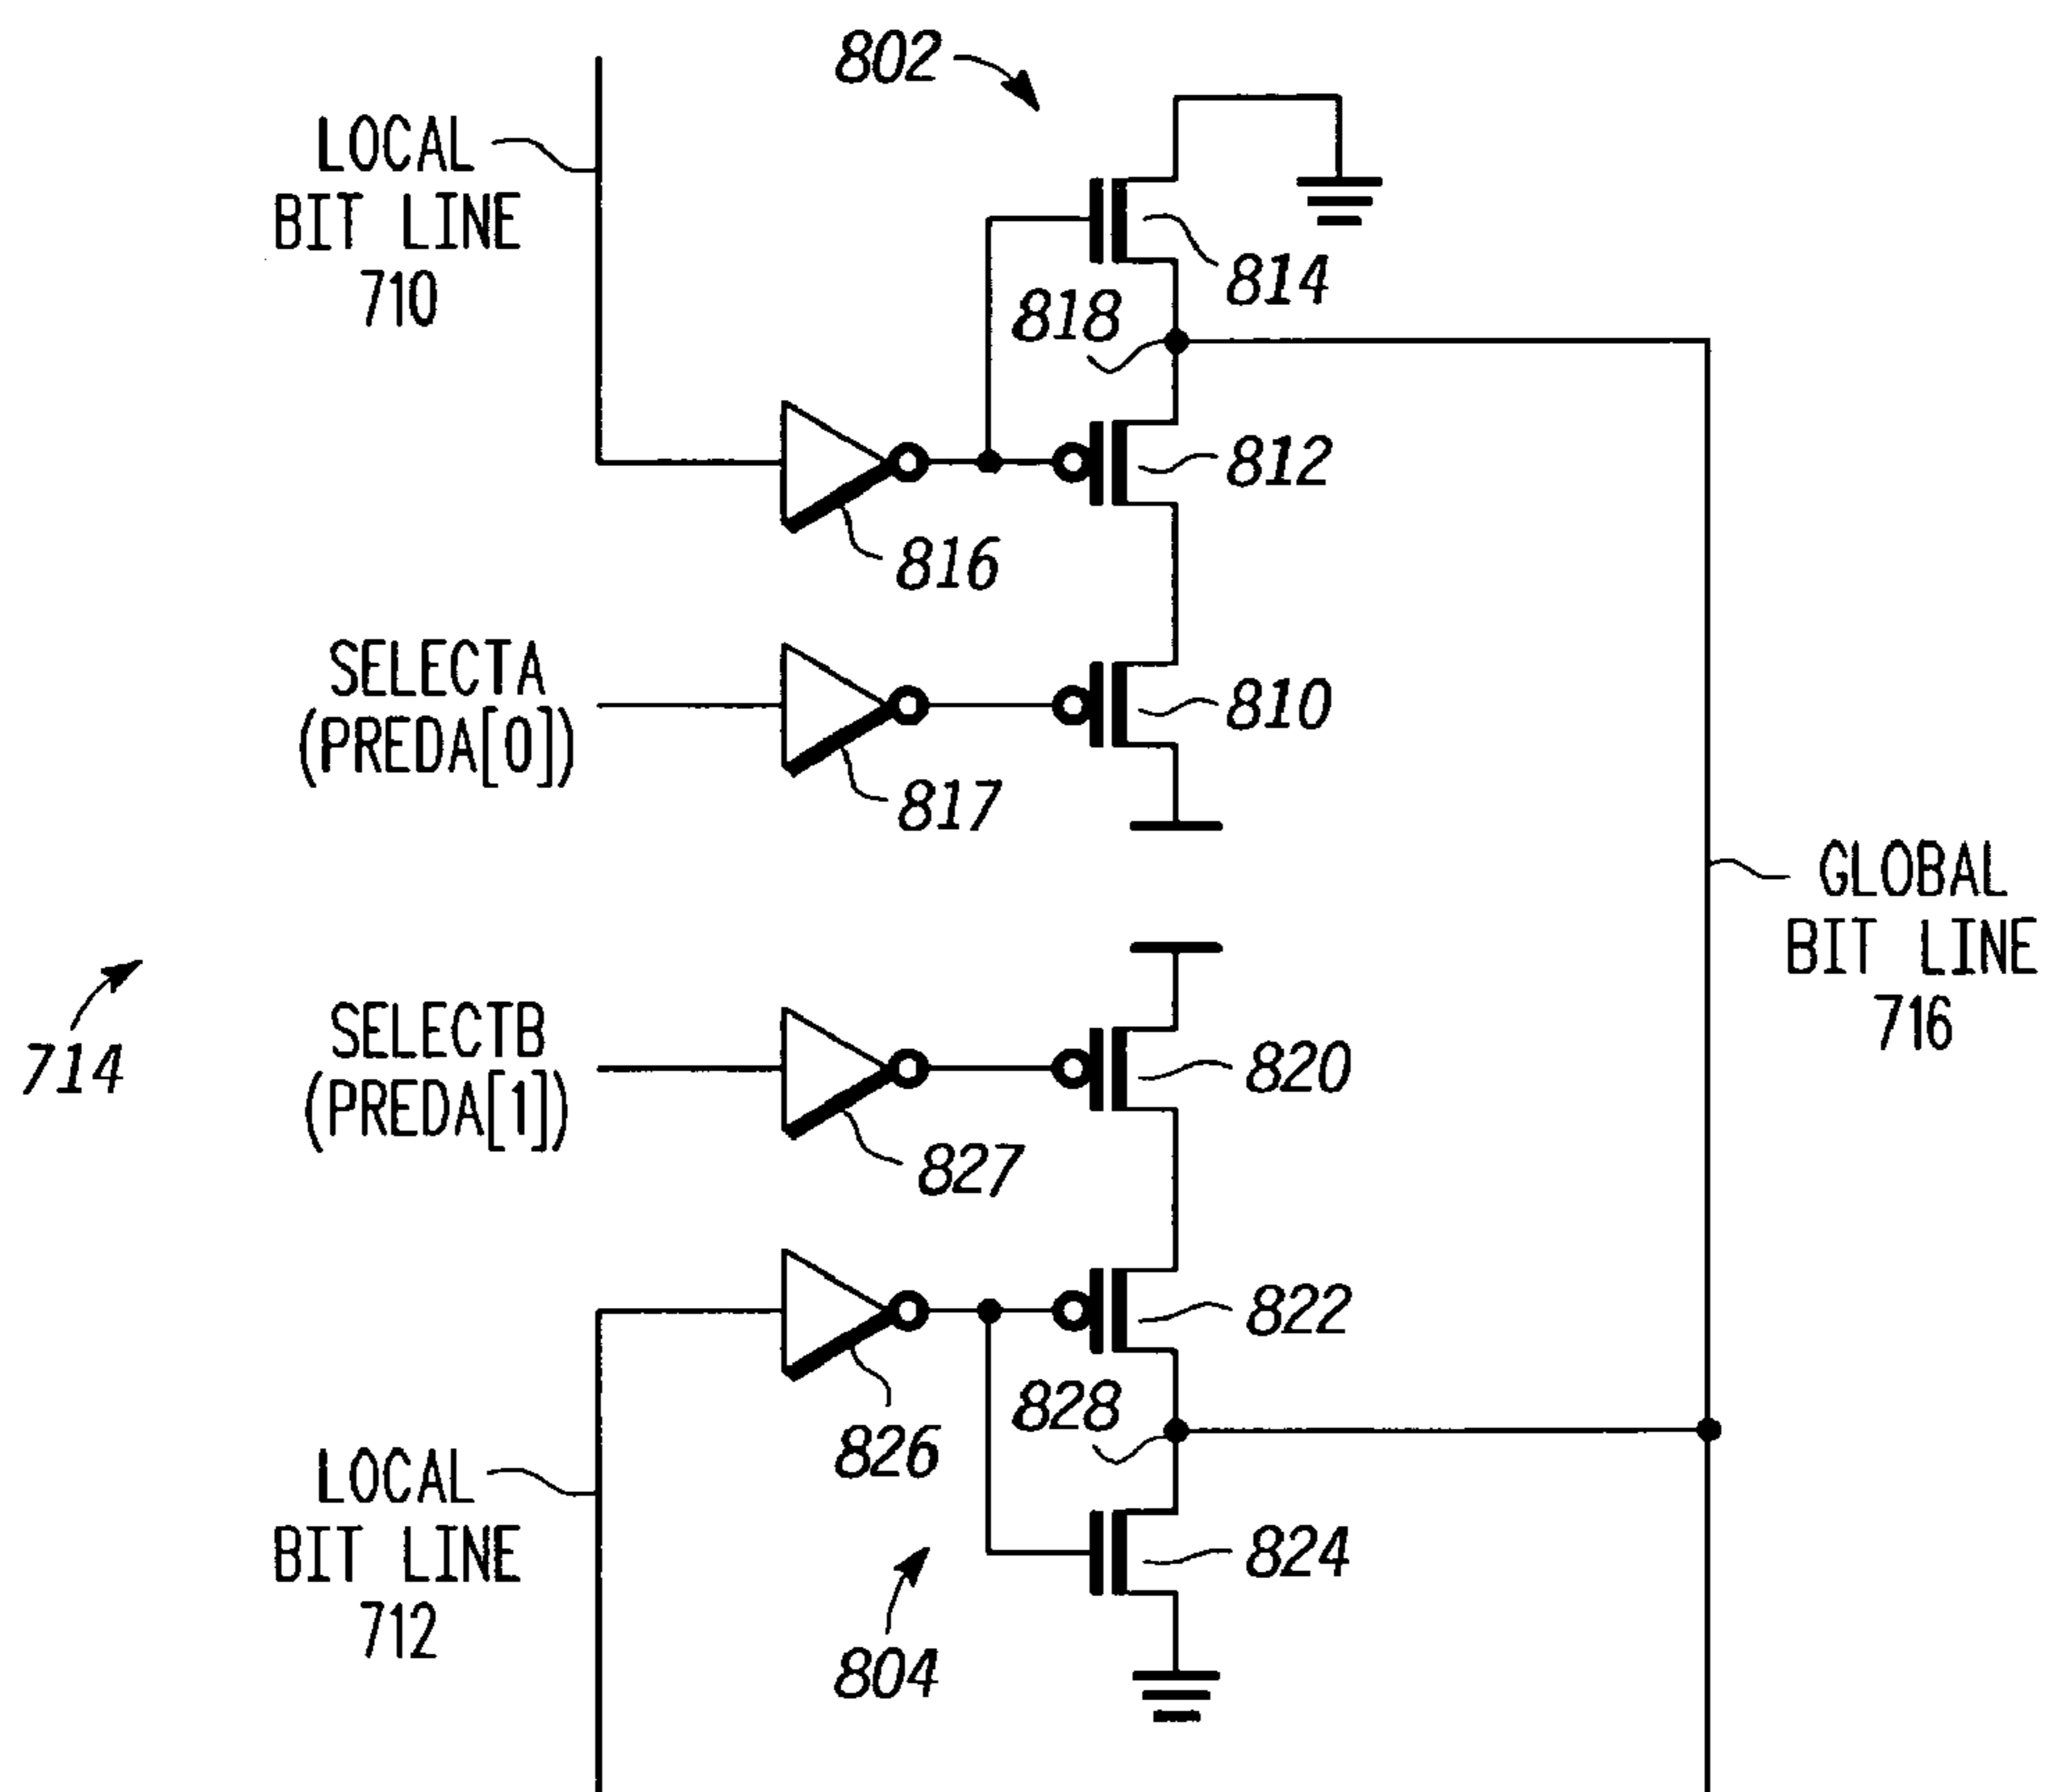 802
LOCAL
BIT LINE
710
814
818
812
816
SELECTA
(PREDA[0])
810
817
GLOBAL
BIT LINE
716
714
SELECTB
(PREDA[1])
820
827
822
828
826
LOCAL
BIT LINE
712
824
804